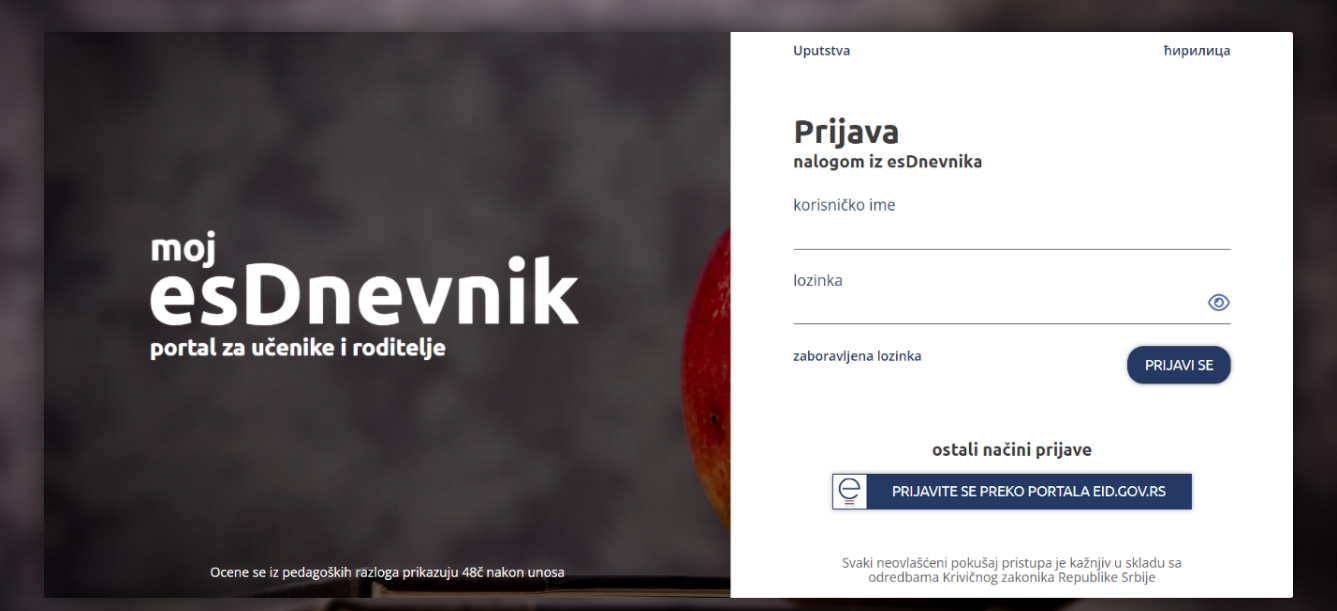 moj
esDnevnik
portal za učenike i roditelje
Ocene se iz pedagoških razloga prikazuju 48č nakon unosa
Uputstva
ћирилица
Prijava
nalogom iz esDnevnika
korisničko ime
lozinka
zaboravljena lozinka
PRIJAVI SE
ostali načini prijave
PRIJAVITE SE PREKO PORTALA EID.GOV.RS
Svaki neovlašćeni pokušaj pristupa je kažnjiv u skladu sa
odredbama Krivičnog zakonika Republike Srbije